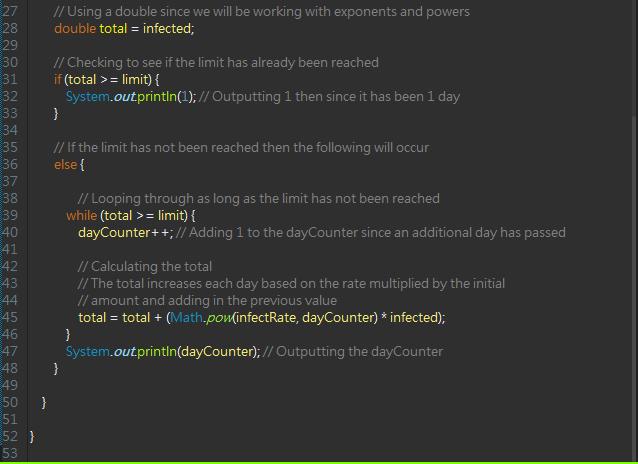 27 // Using a double since we will be working with exponents and powers
28 double total = infected;
29
30 // Checking to see if the limit has already been reached
31 if (total >= limit) {
32 System.out.println(1); // Outputting 1 then since it has been 1 day
33 }
34
35 // If the limit has not been reached then the following will occur
36 else {
37
38 // Looping through as long as the limit has not been reached
39 while (total >= limit) {
40 dayCounter++; // Adding 1 to the dayCounter since an additional day has passed
41
42 // Calculating the total
43 // The total increases each day based on the rate multiplied by the initial
44 // amount and adding in the previous value
45 total = total + (Math.pow(infectRate, dayCounter) * infected);
46 }
47 System.out.println(dayCounter); // Outputting the dayCounter
48 }
49
50 }
51
52 }
53